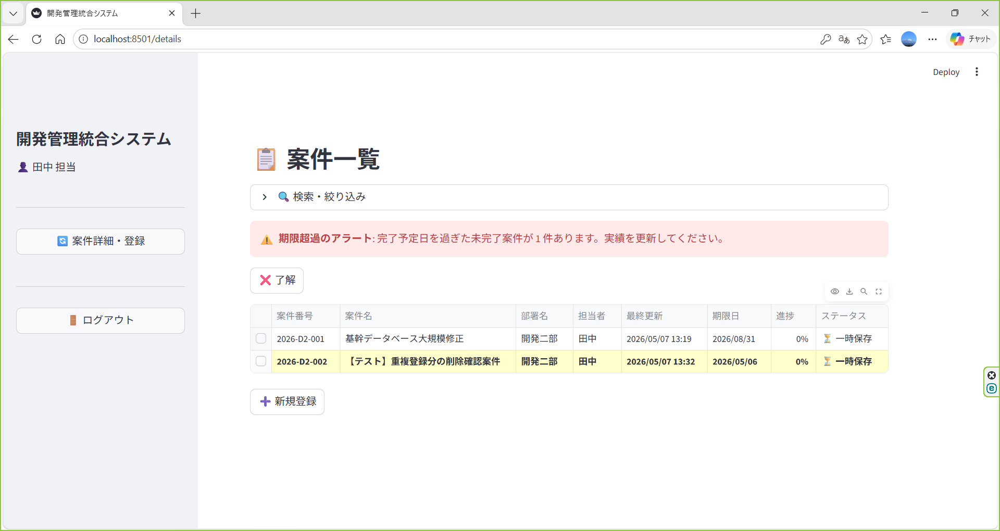 開発管理統合システム
localhost:8501/details
チャット
Deploy
開発管理統合システム
田中 担当
案件詳細・登録
ログアウト
案件一覧
検索・絞り込み
期限超過のアラート: 完了予定日を過ぎた未完了案件が 1 件あります。実績を更新してください。
了解
案件番号 案件名 部署名 担当者 最終更新 期限日 進捗 ステータス
2026-D2-001 基幹データベース大規模修正 開発二部 田中 2026/05/07 13:19 2026/08/31 0% 一時保存
2026-D2-002 【テスト】重複登録分の削除確認案件 開発二部 田中 2026/05/07 13:32 2026/05/06 0% 一時保存
新規登録